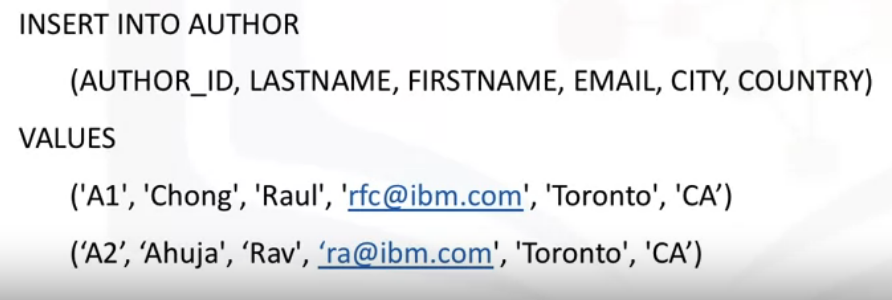 INSERT INTO AUTHOR
(AUTHOR_ID, LASTNAME, FIRSTNAME, EMAIL, CITY, COUNTRY)
VALUES
('A1', 'Chong', 'Raul', 'rfc@ibm.com', 'Toronto', 'CA’)
(‘A2’, ‘Ahuja', ‘Rav', ‘ra@ibm.com', 'Toronto', 'CA’)